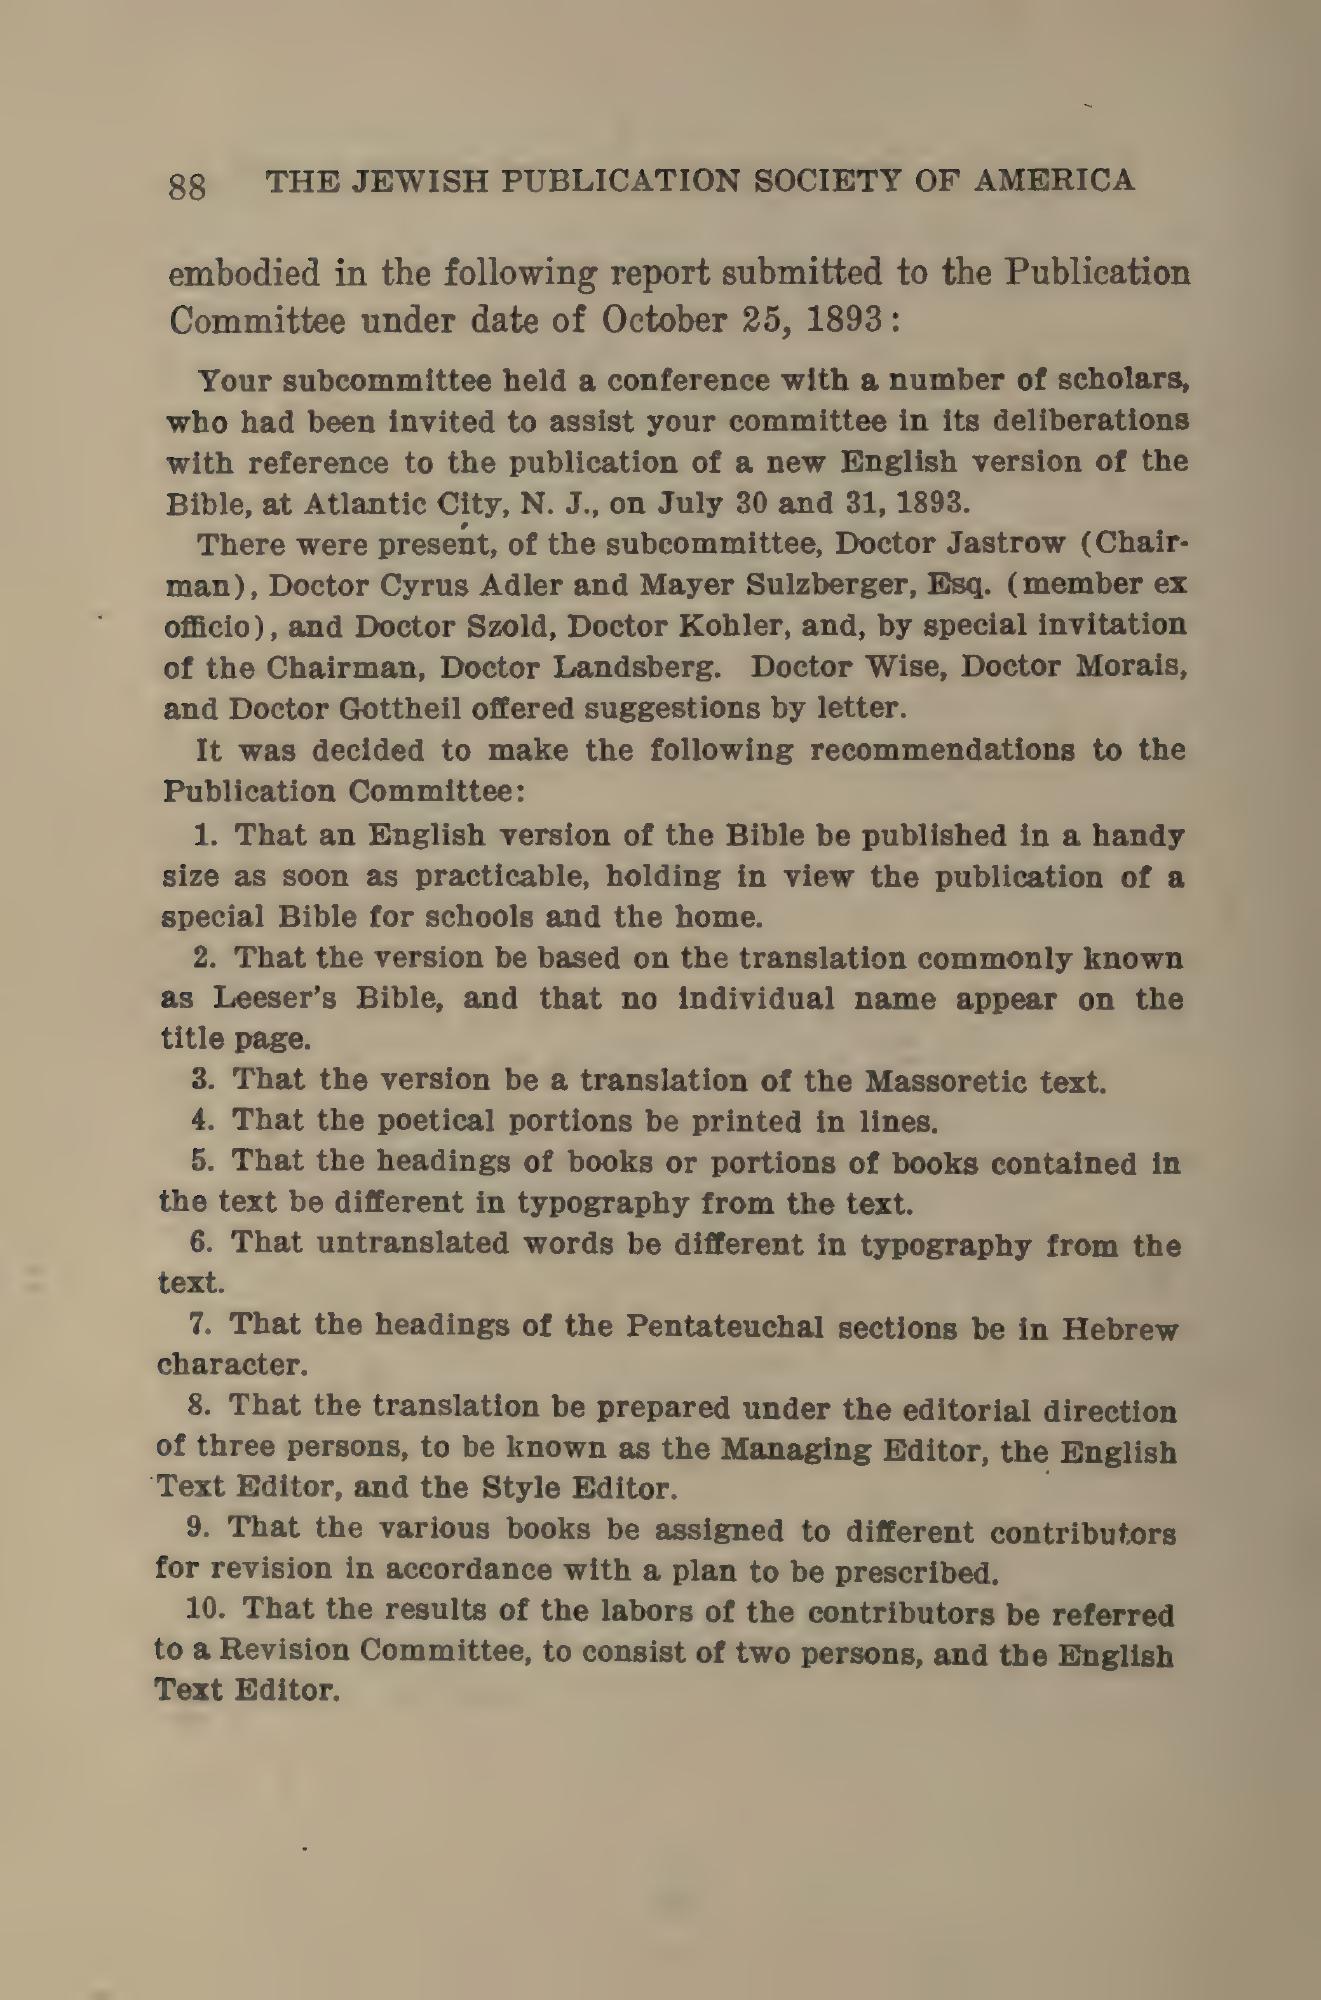 88 THE JEWISH PUBLICATION SOCIETY OF AMERICA
embodied in the following report submitted to the Publication
Committee under date of October 25, 1893:
Your subcommittee held a conference with a number of scholars,
who had been invited to assist your committee in its deliberations
with reference to the publication of a new English version of the
Bible, at Atlantic City, N. J., on July 30 and 31, 1893.
There were present, of the subcommittee, Doctor Jastrow (Chair-
man), Doctor Cyrus Adler and Mayer Sulzberger, Esq. (member ex
officio), and Doctor Szold, Doctor Kohler, and, by special invitation
of the Chairman, Doctor Landsberg. Doctor Wise, Doctor Morais,
and Doctor Gottheil offered suggestions by letter.
It was decided to make the following recommendations to the
Publication Committee:
1. That an English version of the Bible be published in a handy
size as soon as practicable, holding in view the publication of a
special Bible for schools and the home.
2. That the version be based on the translation commonly known
as Leeser's Bible, and that no individual name appear on the
title page.
3. That the version be a translation of the Massoretic text.
4. That the poetical portions be printed in lines.
5. That the headings of books or portions of books contained in
the text be different in typography from the text.
6. That untranslated words be different in typography from the
text.
7. That the headings of the Pentateuchal sections be in Hebrew
character.
8. That the translation be prepared under the editorial direction
of three persons, to be known as the Managing Editor, the English
Text Editor, and the Style Editor.
9. That the various books be assigned to different contributors
for revision in accordance with a plan to be prescribed.
10. That the results of the labors of the contributors be referred
to a Revision Committee, to consist of two persons, and the English
Text Editor.